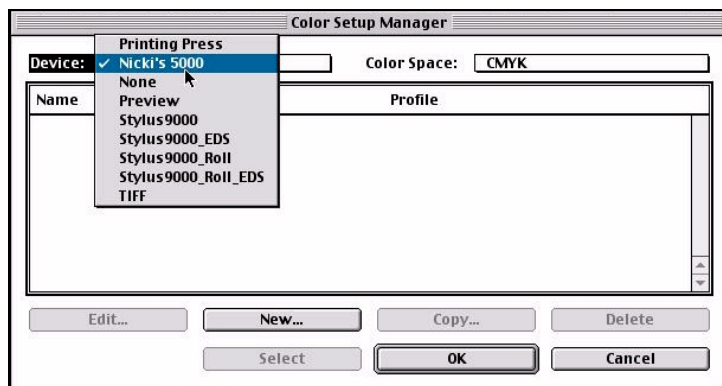 Color Setup Manager
Printing Press
Device: ✓ Nicki's 5000 Color Space: CMYK
None
Name Preview Profile
Stylus9000
Stylus9000_EDS
Stylus9000_Roll
Stylus9000_Roll_EDS
TIFF
Edit... New... Copy... Delete
Select OK Cancel